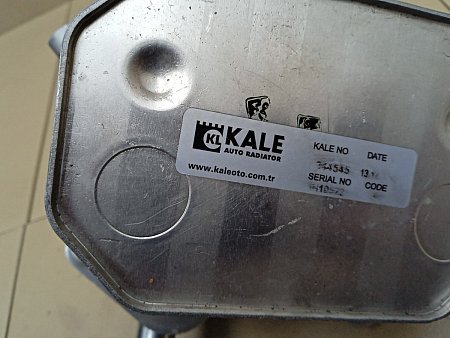 KL KALE
AUTO RADIATOR
www.kaleoto.com.tr
KALE NO DATE
SERIAL NO CODE